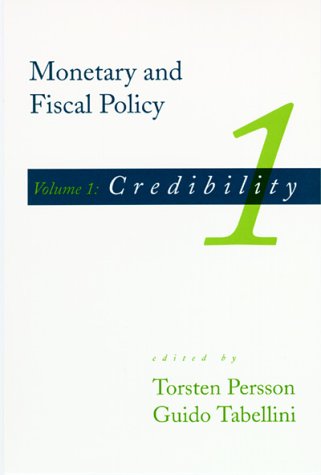 Monetary and
Fiscal Policy
Volume 1: Credibility
1
edited by
Torsten Persson
Guido Tabellini